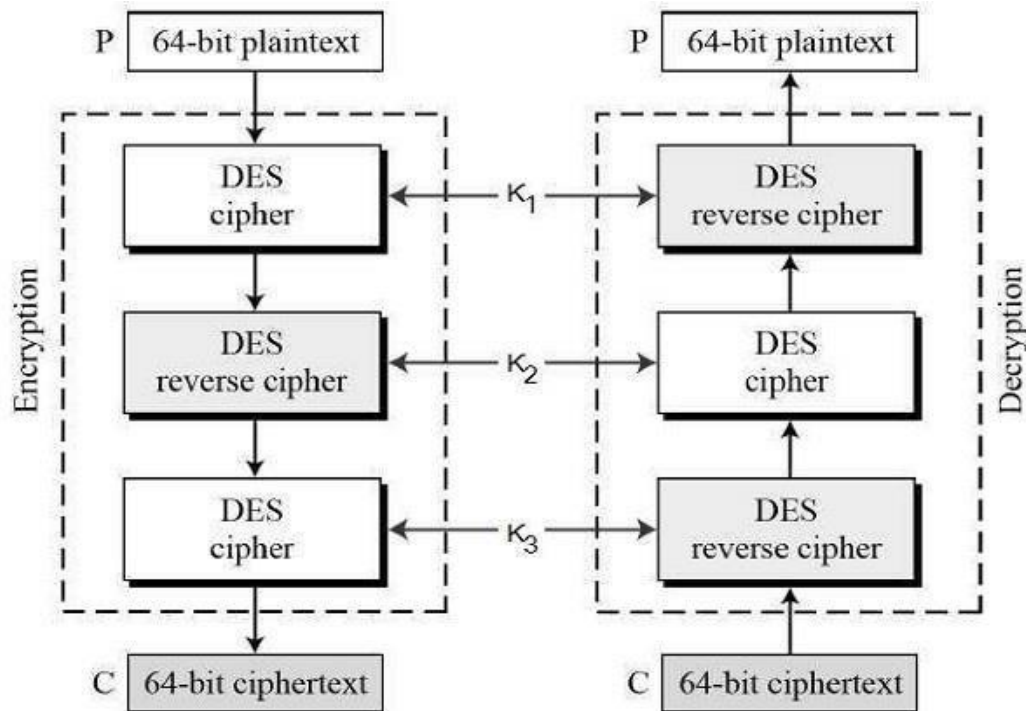 P 64-bit plaintext
P 64-bit plaintext
Encryption
DES
cipher
K1
DES
reverse cipher
DES
reverse cipher
K2
DES
cipher
DES
cipher
K3
DES
reverse cipher
Decryption
C 64-bit ciphertext
C 64-bit ciphertext